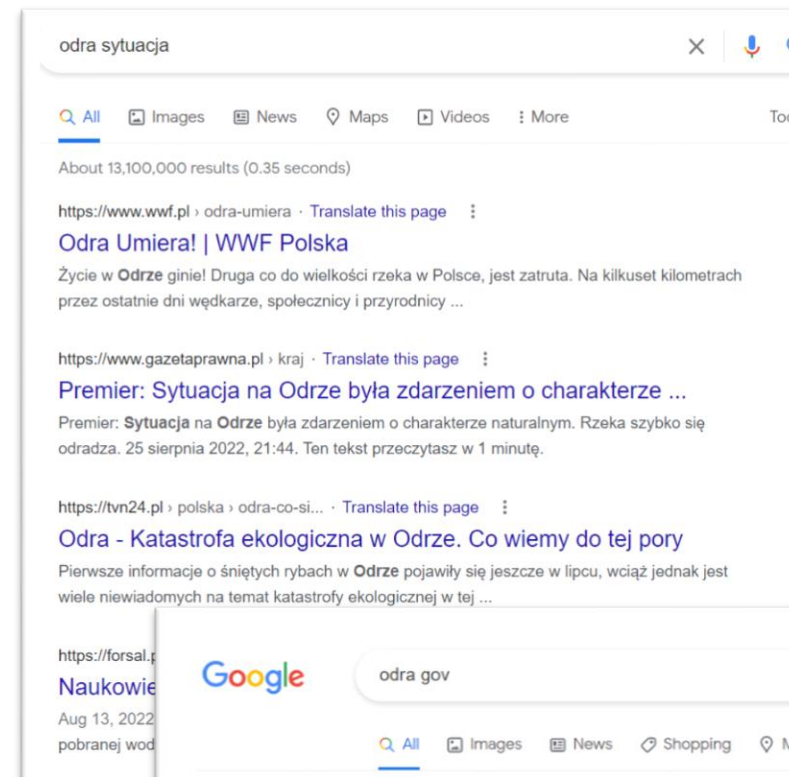 odra sytuacja
All Images News Maps Videos More
About 13,100,000 results (0.35 seconds)
https://www.wwf.pl › odra-umiera · Translate this page
Odra Umiera! | WWF Polska
Życie w Odrze ginie! Druga co do wielkości rzeka w Polsce, jest zatruta. Na kilkuset kilometrach
przez ostatnie dni wędkarze, społecznicy i przyrodnicy ...
https://www.gazetaprawna.pl › kraj · Translate this page
Premier: Sytuacja na Odrze była zdarzeniem o charakterze ...
Premier: Sytuacja na Odrze była zdarzeniem o charakterze naturalnym. Rzeka szybko się
odradza. 25 sierpnia 2022, 21:44. Ten tekst przeczytasz w 1 minutę.
https://tvn24.pl › polska › odra-co-si... · Translate this page
Odra - Katastrofa ekologiczna w Odrze. Co wiemy do tej pory
Pierwsze informacje o śniętych rybach w Odrze pojawiły się jeszcze w lipcu, wciąż jednak jest
wiele niewiadomych na temat katastrofy ekologicznej w tej ...
https://forsal.p
Naukowie
Aug 13, 2022
pobranej wod
Google
odra gov
All Images News Shopping